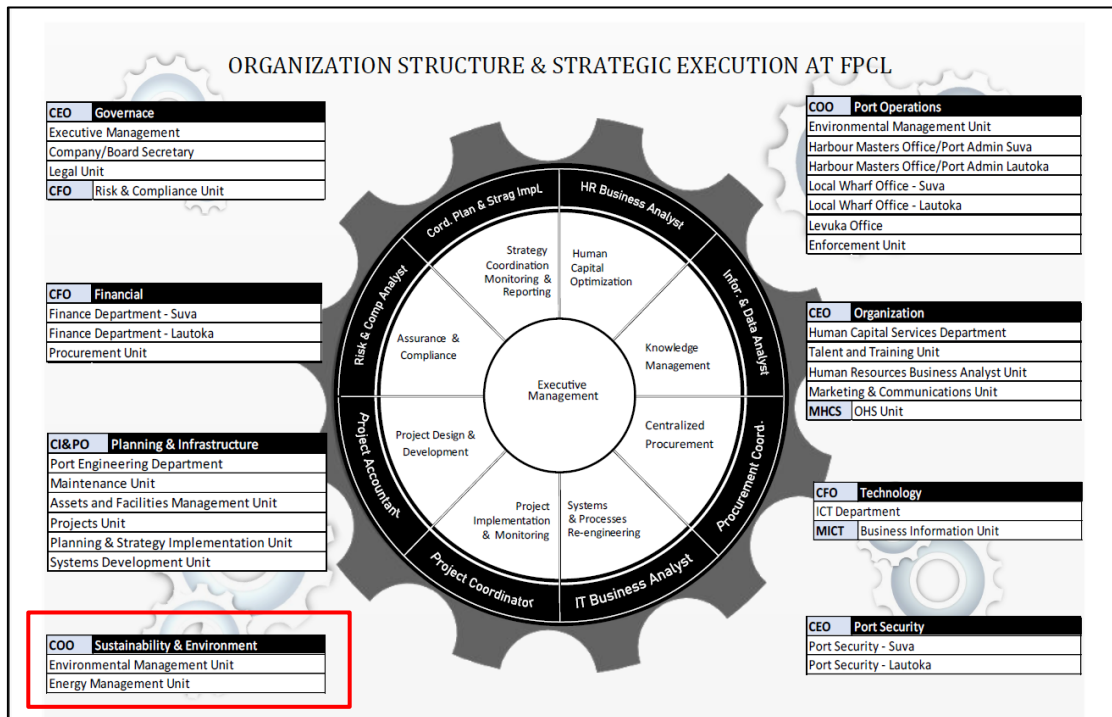 ORGANIZATION STRUCTURE & STRATEGIC EXECUTION AT FPCL
CEO Governace
Executive Management
Company/Board Secretary
Legal Unit
CFO Risk & Compliance Unit
CFO Financial
Finance Department - Suva
Finance Department - Lautoka
Procurement Unit
CI&PO Planning & Infrastructure
Port Engineering Department
Maintenance Unit
Assets and Facilities Management Unit
Projects Unit
Planning & Strategy Implementation Unit
Systems Development Unit
COO Sustainability & Environment
Environmental Management Unit
Energy Management Unit
Cord. Plan & Strag Impl.
HR Business Analyst
Infor. & Data Analyst
Procurement Coord.
IT Business Analyst
Project Coordinator
Project Accountant
Risk & Comp Analyst
Strategy
Coordination
Monitoring &
Reporting
Human
Capital
Optimization
Knowledge
Management
Centralized
Procurement
Systems
& Processes
Re-engineering
Project
Implementation
& Monitoring
Project Design &
Development
Assurance &
Compliance
Executive
Management
COO Port Operations
Environmental Management Unit
Harbour Masters Office/Port Admin Suva
Harbour Masters Office/Port Admin Lautoka
Local Wharf Office - Suva
Local Wharf Office - Lautoka
Levuka Office
Enforcement Unit
CEO Organization
Human Capital Services Department
Talent and Training Unit
Human Resources Business Analyst Unit
Marketing & Communications Unit
MHCS OHS Unit
CFO Technology
ICT Department
MICT Business Information Unit
CEO Port Security
Port Security - Suva
Port Security - Lautoka